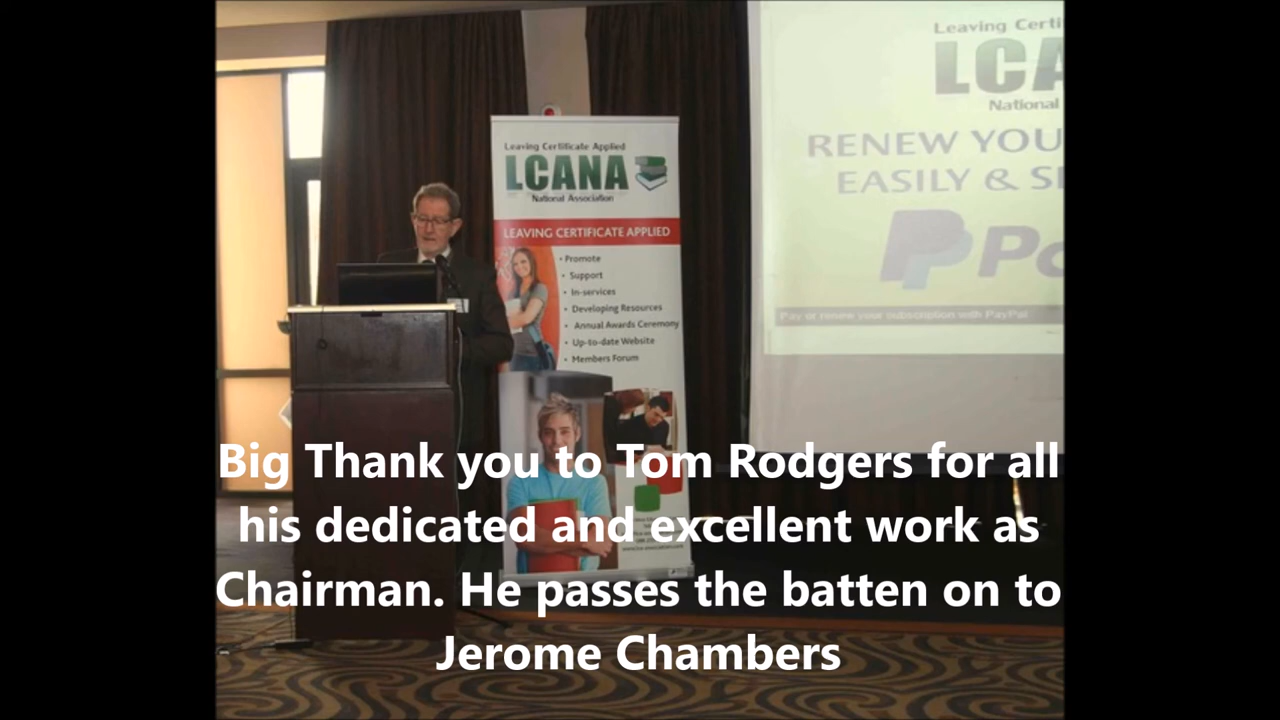 Leaving Certificate Applied
LCANA
National Association
LEAVING CERTIFICATE APPLIED
• Promote
• Support
• In-services
• Developing Resources
• Annual Awards Ceremony
• Up-to-date Website
• Members Forum
Leaving Certi
LCA
National
RENEW YOU
EASILY & S
P
Pay or renew your subscription with PayPal
Big Thank you to Tom Rodgers for all
his dedicated and excellent work as
Chairman. He passes the batten on to
Jerome Chambers